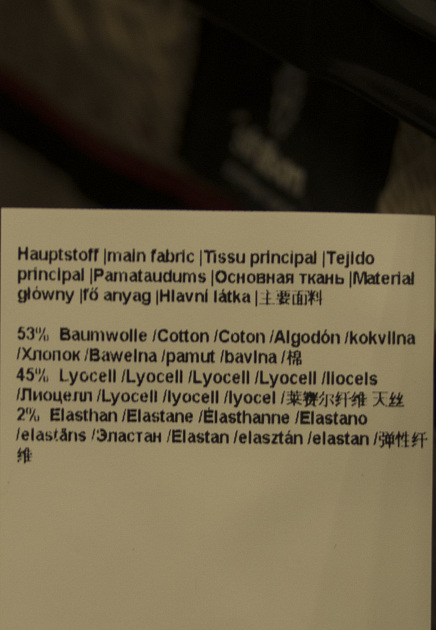 Hauptstoff |main fabric |Tissu principal |Tejido
principal |Pamataudums |Основная ткань |Material
główny |fő anyag |Hlavní látka |主要面料
53% Baumwolle /Cotton /Coton /Algodón /kokvilna
/Хлопок /Bawełna /pamut /bavlna /棉
45% Lyocell /Lyocell /Lyocell /Lyocell /liocels
/Лиоцелл /Lyocell /lyocell /lyocel /莱赛尔纤维 天丝
2% Elasthan /Elastane /Élasthanne /Elastano
/elastāns /Эластан /Elastan /elasztán /elastan /弹性纤
维